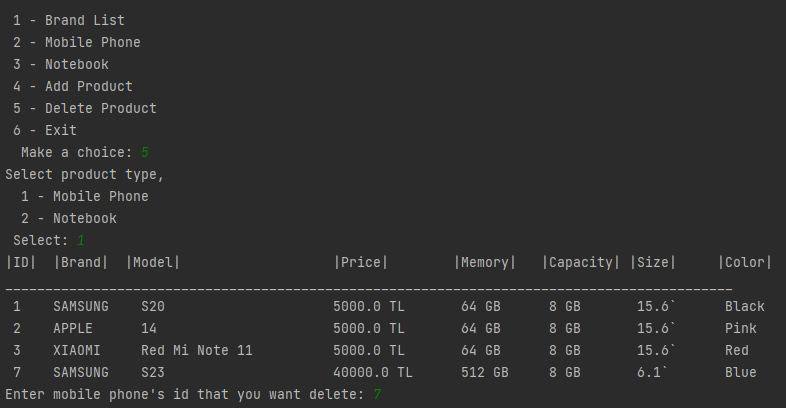 1 - Brand List
2 - Mobile Phone
3 - Notebook
4 - Add Product
5 - Delete Product
6 - Exit
Make a choice: 5
Select product type,
1 - Mobile Phone
2 - Notebook
Select: 1
|ID| |Brand| |Model| |Price| |Memory| |Capacity| |Size| |Color|
___________________________________________________________________________________________
1 SAMSUNG S20 5000.0 TL 64 GB 8 GB 15.6` Black
2 APPLE 14 5000.0 TL 64 GB 8 GB 15.6` Pink
3 XIAOMI Red Mi Note 11 5000.0 TL 64 GB 8 GB 15.6` Red
7 SAMSUNG S23 40000.0 TL 512 GB 8 GB 6.1` Blue
Enter mobile phone's id that you want delete: 7